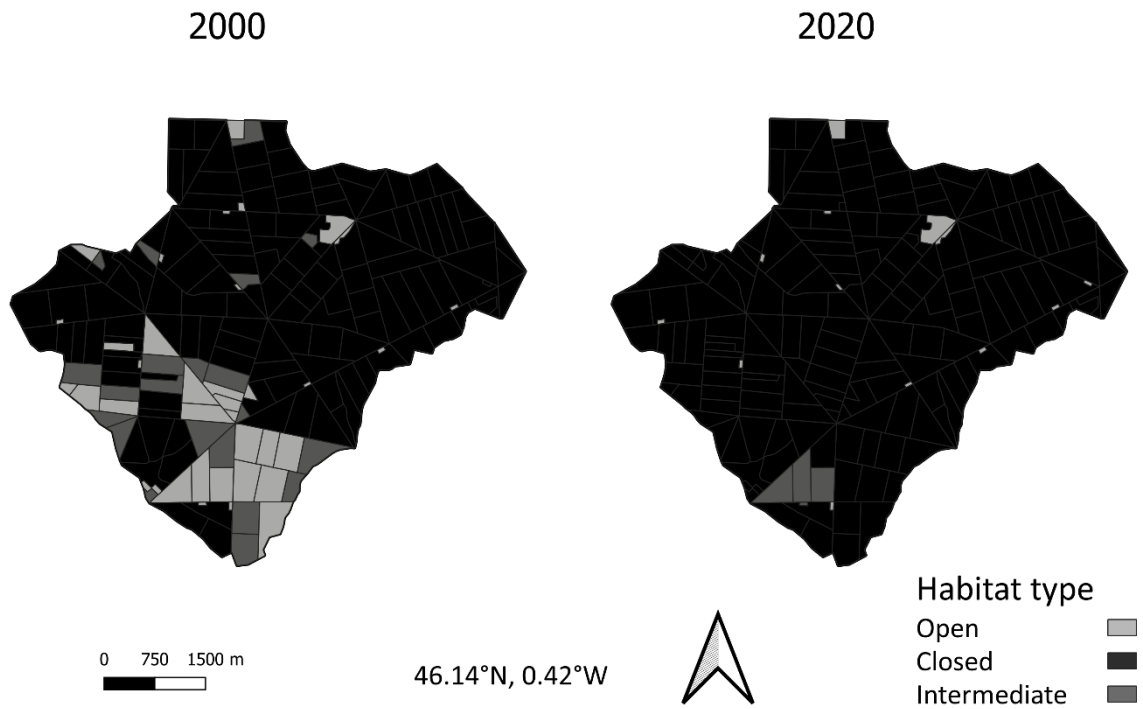 2000
2020
Habitat type
Open
Closed
Intermediate
0 750 1500 m
46.14°N, 0.42°W